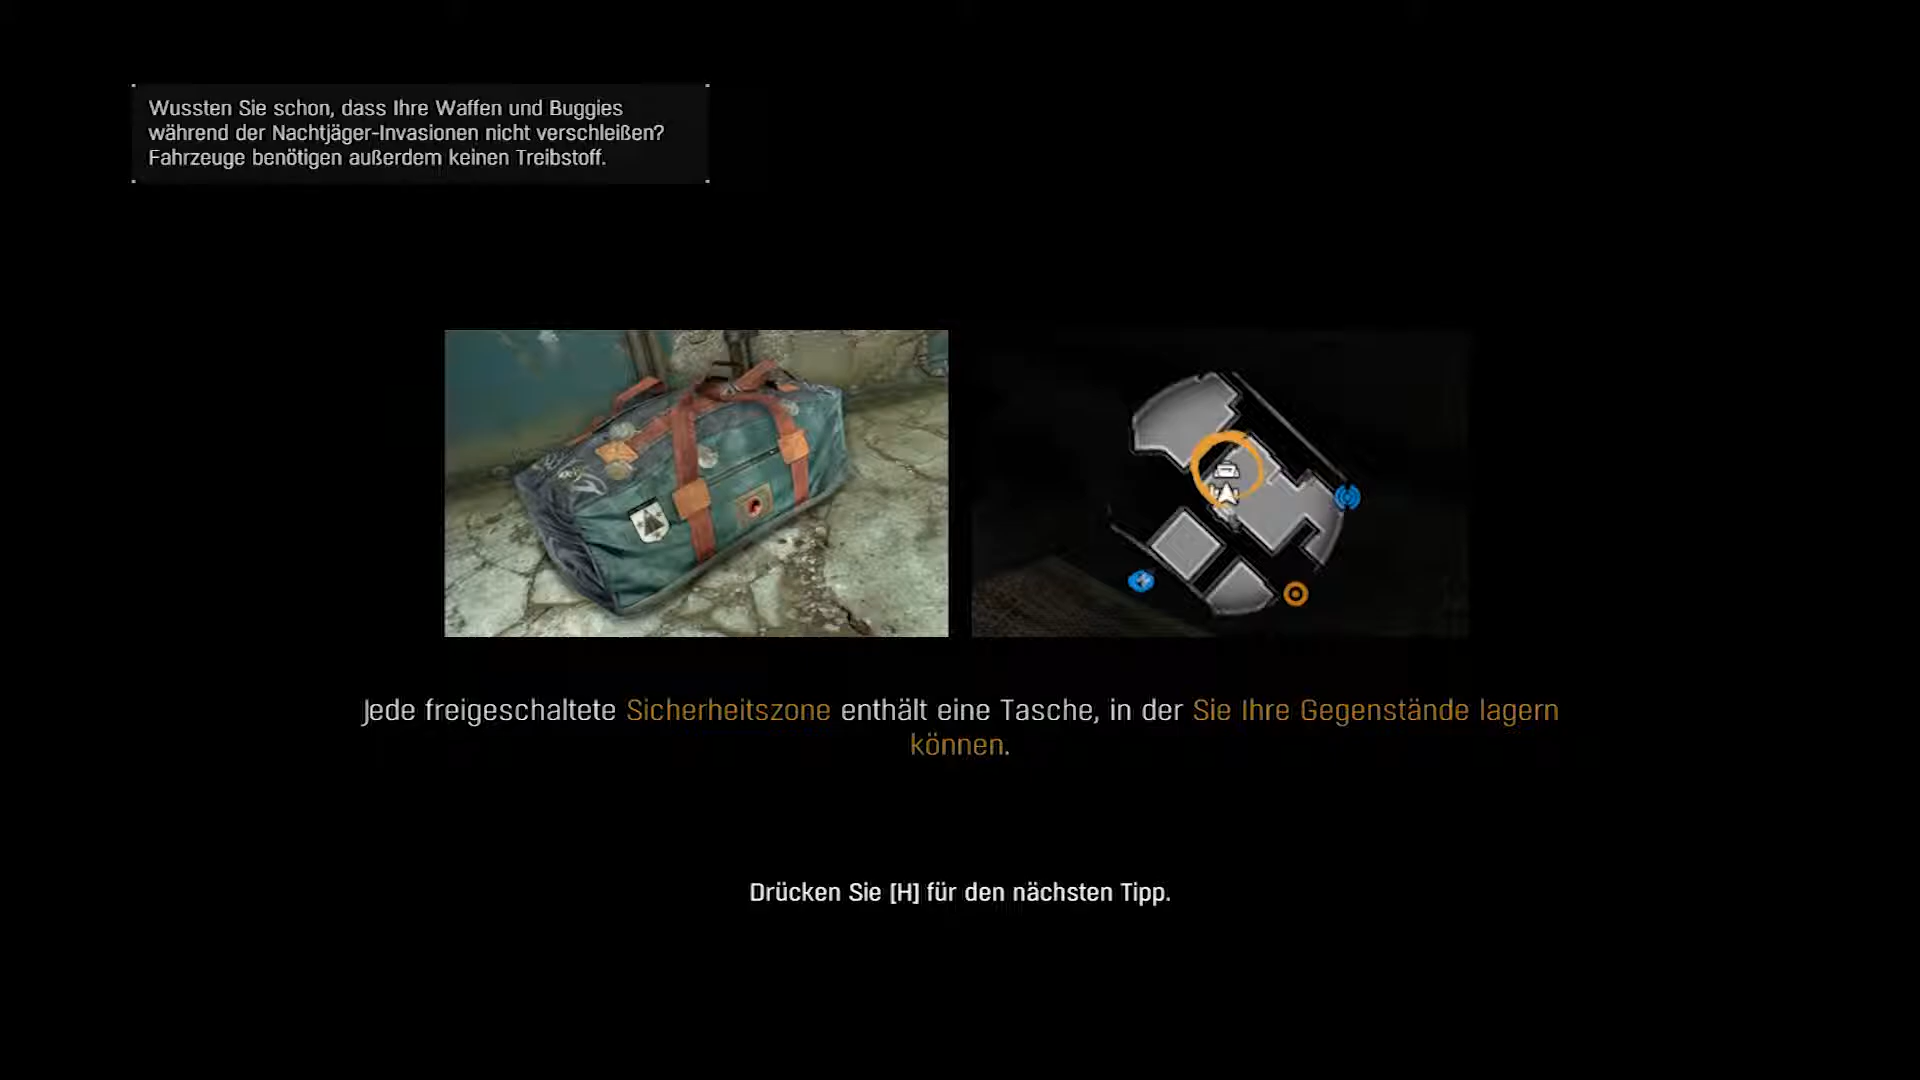 Wussten Sie schon, dass Ihre Waffen und Buggies
während der Nachtjäger-Invasionen nicht verschleißen?
Fahrzeuge benötigen außerdem keinen Treibstoff.
Jede freigeschaltete Sicherheitszone enthält eine Tasche, in der Sie Ihre Gegenstände lagern
können.
Drücken Sie [H] für den nächsten Tipp.